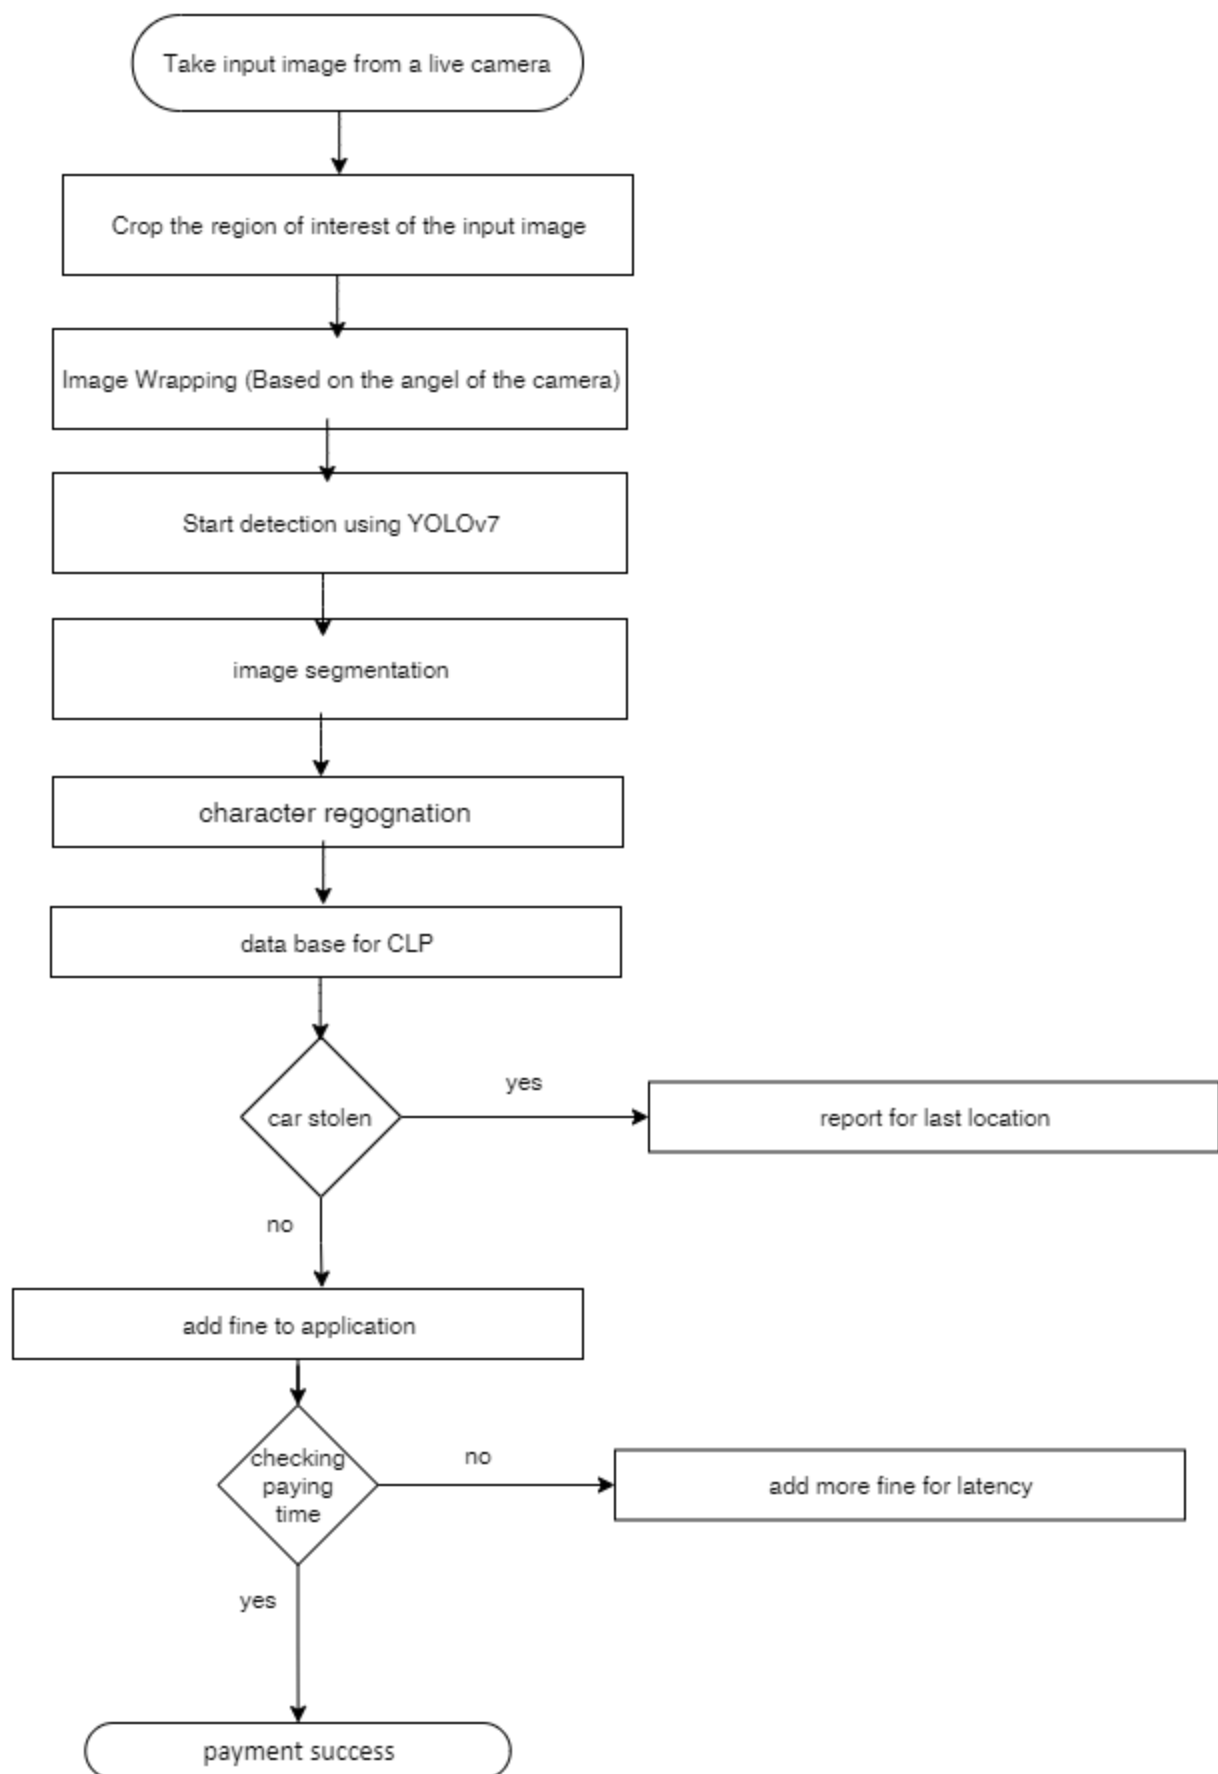 Take input image from a live camera
Crop the region of interest of the input image
Image Wrapping (Based on the angel of the camera)
Start detection using YOLOv7
image segmentation
character regognation
data base for CLP
car stolen
yes
report for last location
no
add fine to application
checking
paying
time
no
add more fine for latency
yes
payment success